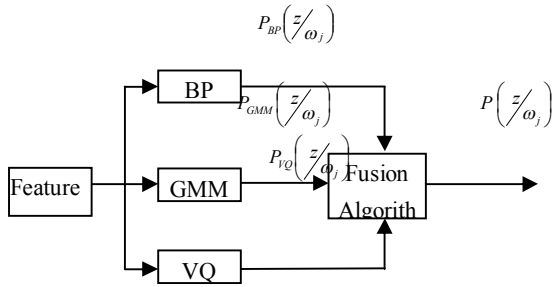 P_BP(z/ω_j)
BP
P_GMM(z/ω_j)
P(z/ω_j)
P_VQ(z/ω_j)
Feature
GMM
Fusion
Algorith
VQ